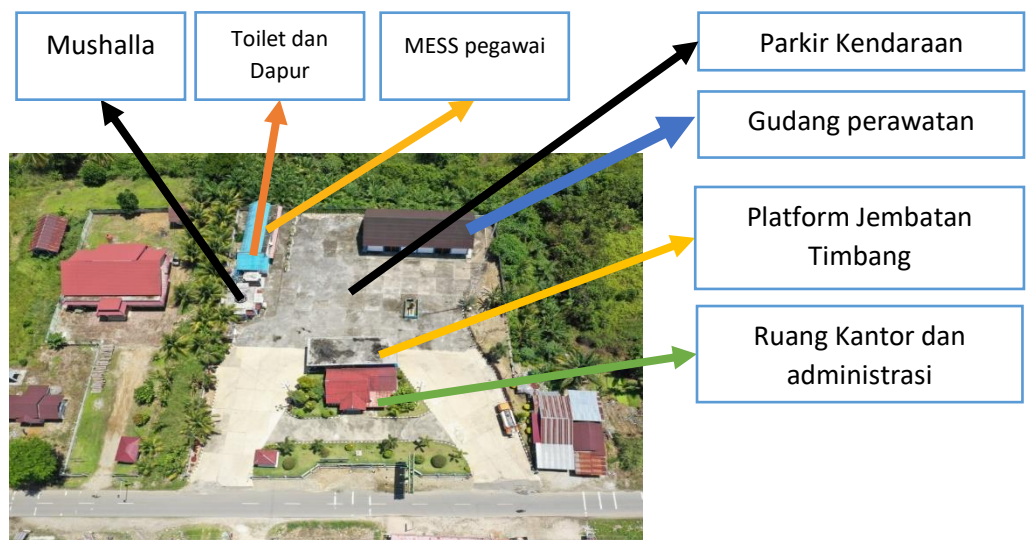 Mushalla
Toilet dan
Dapur
MESS pegawai
Parkir Kendaraan
Gudang perawatan
Platform Jembatan
Timbang
Ruang Kantor dan
administrasi